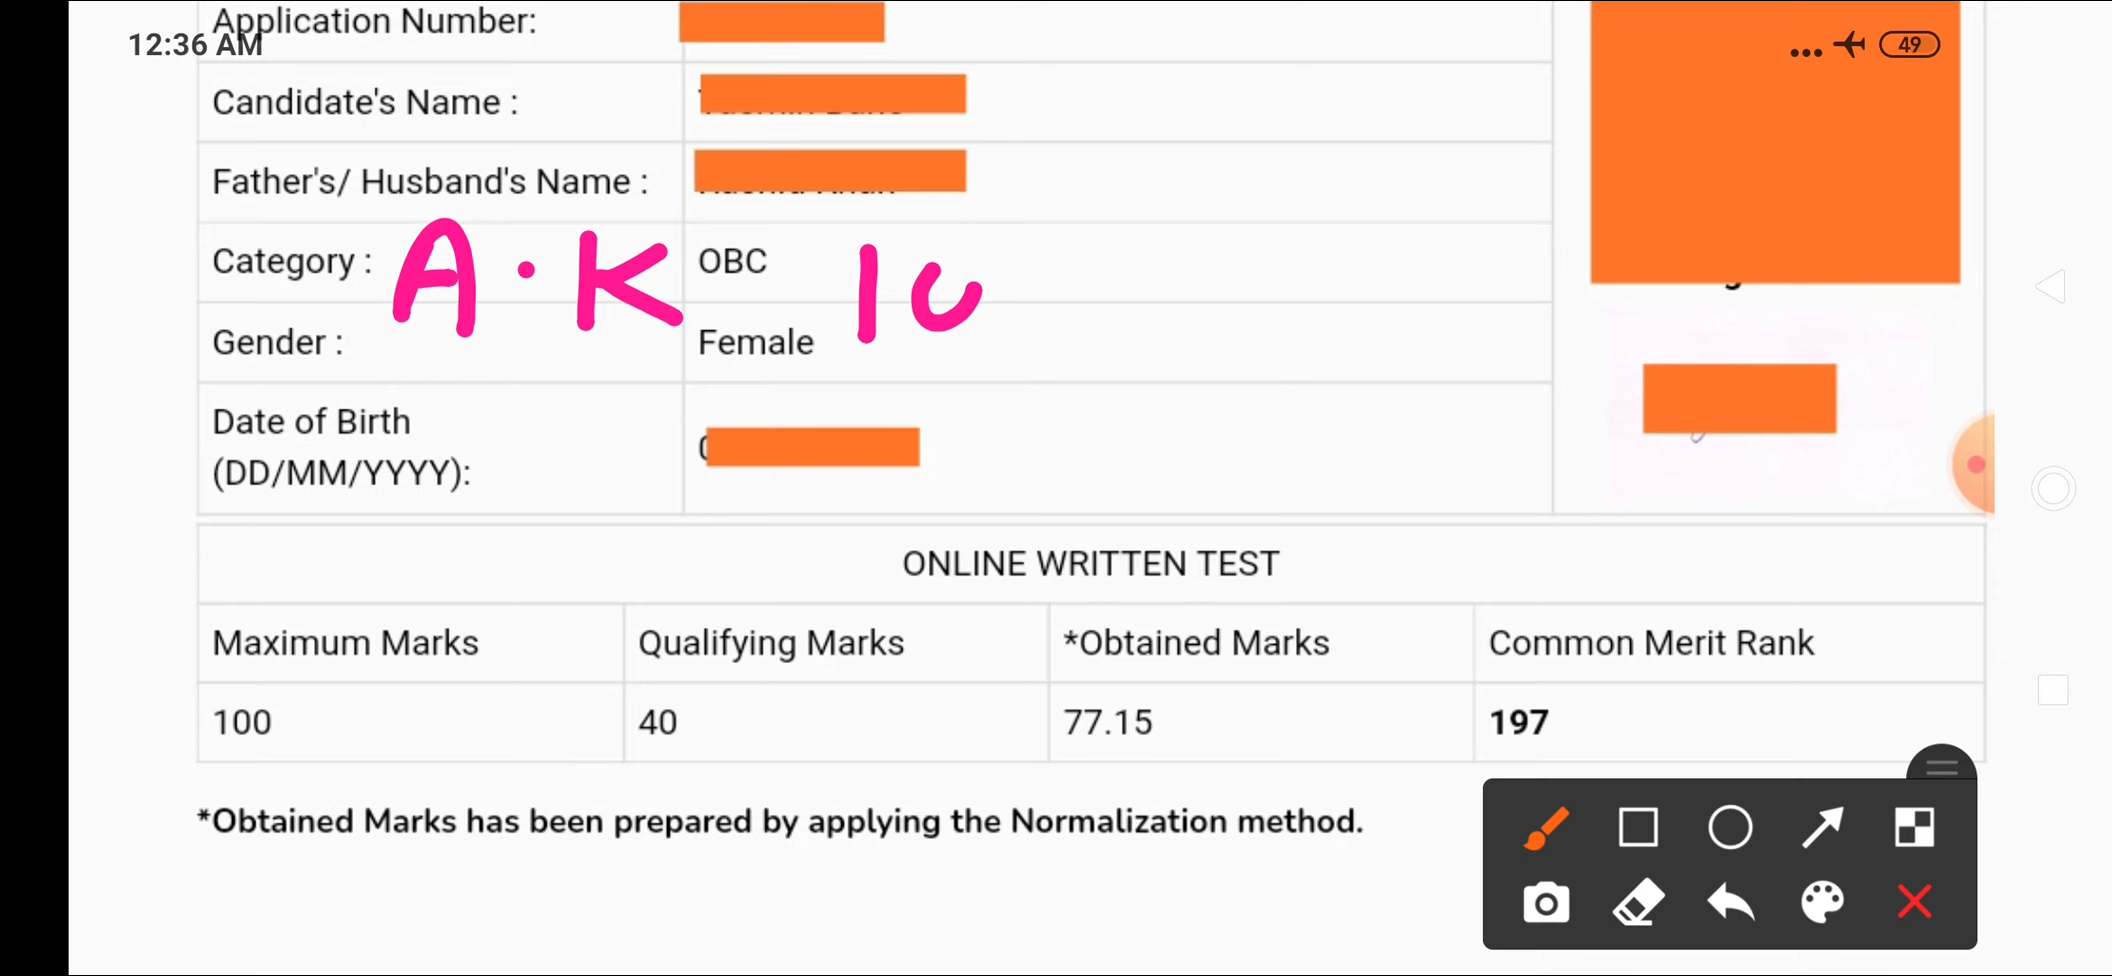 Application Number:
12:36 AM
49
Candidate's Name :
Father's/ Husband's Name :
Category : OBC
A.K 10
Gender : Female
Date of Birth
(DD/MM/YYYY):
ONLINE WRITTEN TEST
Maximum Marks Qualifying Marks *Obtained Marks Common Merit Rank
100 40 77.15 197
*Obtained Marks has been prepared by applying the Normalization method.